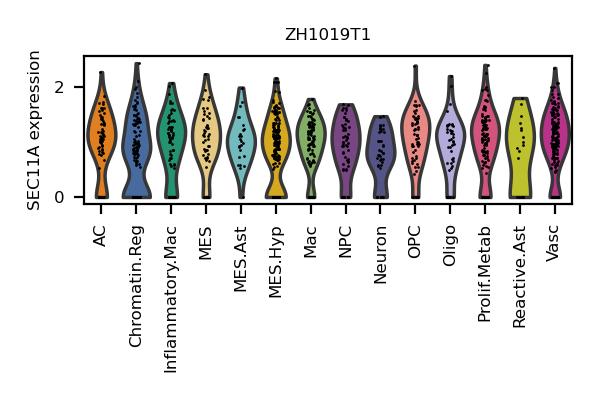 ZH1019T1
SEC11A expression
2
0
AC
Chromatin.Reg
Inflammatory.Mac
MES
MES.Ast
MES.Hyp
Mac
NPC
Neuron
OPC
Oligo
Prolif.Metab
Reactive.Ast
Vasc